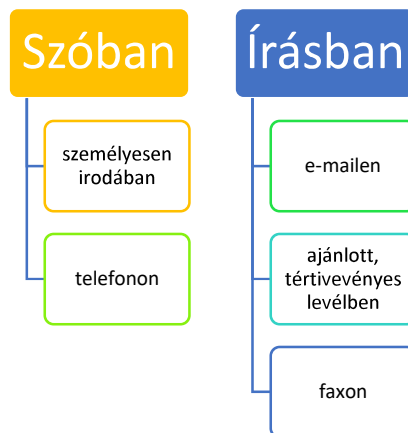 Szóban
személyesen
irodában
telefonon
Írásban
e-mailen
ajánlott,
tértivevényes
levélben
faxon